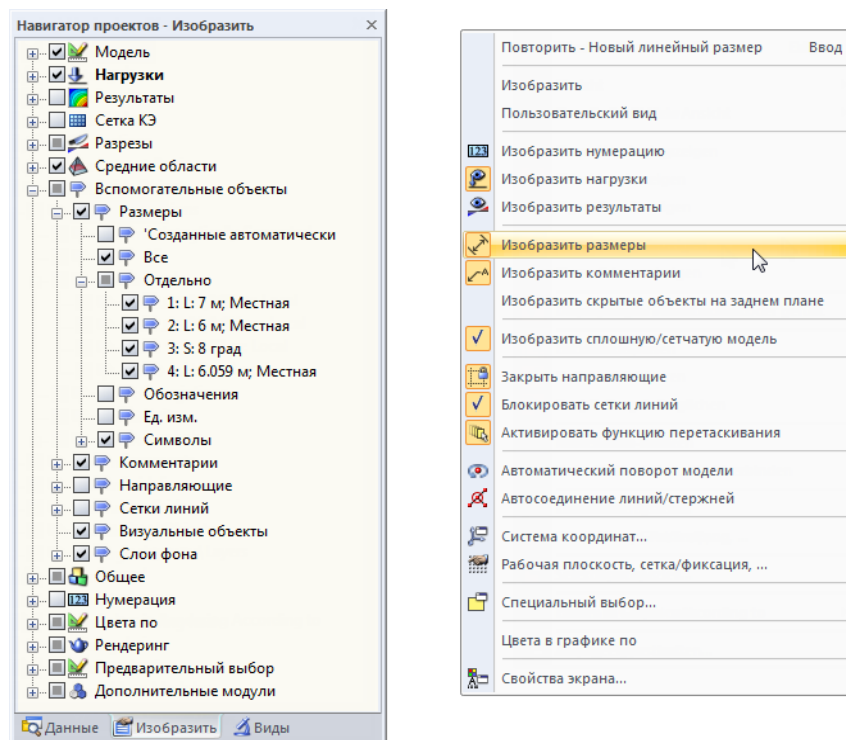 Навигатор проектов - Изобразить
Модель
Нагрузки
Результаты
Сетка КЭ
Разрезы
Средние области
Вспомогательные объекты
Размеры
'Созданные автоматически
Все
Отдельно
1: L: 7 м; Местная
2: L: 6 м; Местная
3: S: 8 град
4: L: 6.059 м; Местная
Обозначения
Ед. изм.
Символы
Комментарии
Направляющие
Сетки линий
Визуальные объекты
Слои фона
Общее
123 Нумерация
Цвета по
Рендеринг
Предварительный выбор
Дополнительные модули
Данные Изобразить Виды
Повторить - Новый линейный размер Ввод
Изобразить
Пользовательский вид
123 Изобразить нумерацию
Изобразить нагрузки
Изобразить результаты
Изобразить размеры
Изобразить комментарии
Изобразить скрытые объекты на заднем плане
Изобразить сплошную/сетчатую модель
Закрыть направляющие
Блокировать сетки линий
Активировать функцию перетаскивания
Автоматический поворот модели
Автосоединение линий/стержней
Система координат...
Рабочая плоскость, сетка/фиксация, ...
Специальный выбор...
Цвета в графике по
Свойства экрана...